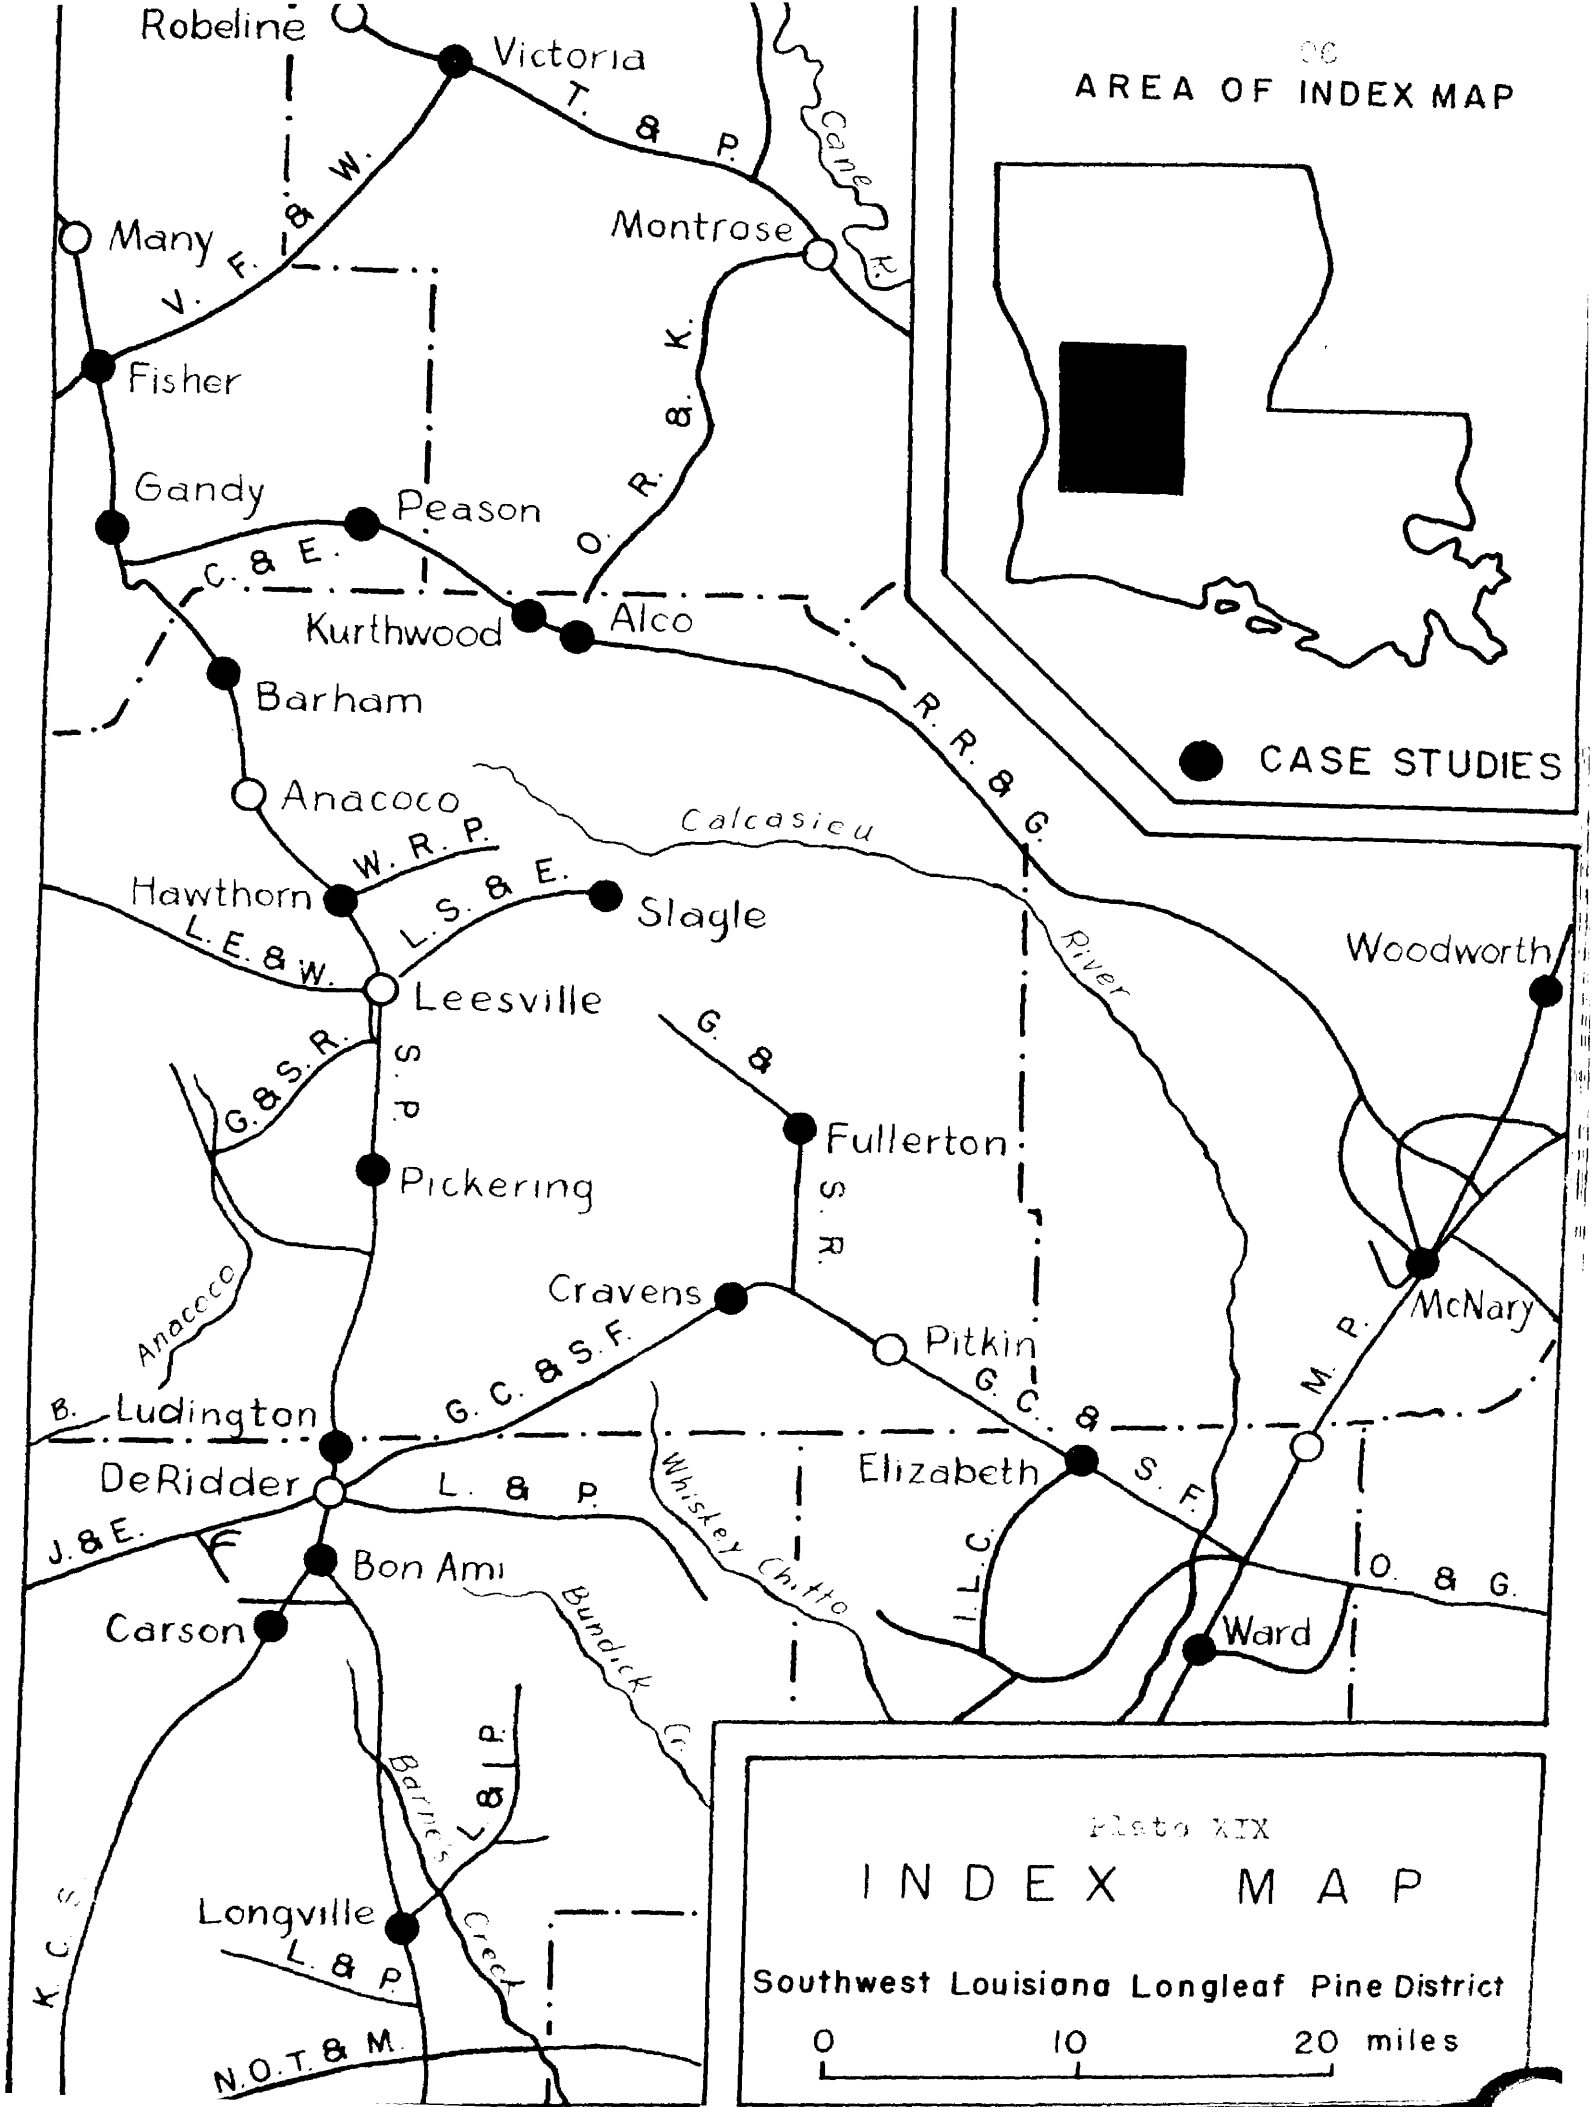 Robeline
Victoria
T. & P.
Cane R.
AREA OF INDEX MAP
V. F. & W.
Many
Montrose
Fisher
O. R. & K.
Gandy
Peason
C. & E.
Kurthwood
Alco
Barham
R. R. & G.
CASE STUDIES
Anacoco
Calcasieu River
W. R. P.
Hawthorn
L. S. & E.
Slagle
L. E. & W.
Woodworth
Leesville
G. & S. R.
S. P.
G. & S. R.
Fullerton
Pickering
Anacoco
Cravens
McNary
Pitkin
M. P.
G. C. & S. F.
G. C. & S. F.
B.
Ludington
DeRidder
L. & P.
Elizabeth
Whiskey Chitto
J. & E.
Bon Ami
I. L. C.
O. & G.
Bundick Cr.
Carson
Ward
L. & P.
Barne's Creek
K. C. S.
Longville
L. & P.
N. O. T. & M.
XIX
INDEX MAP
Southwest Louisiana Longleaf Pine District
0 10 20 miles